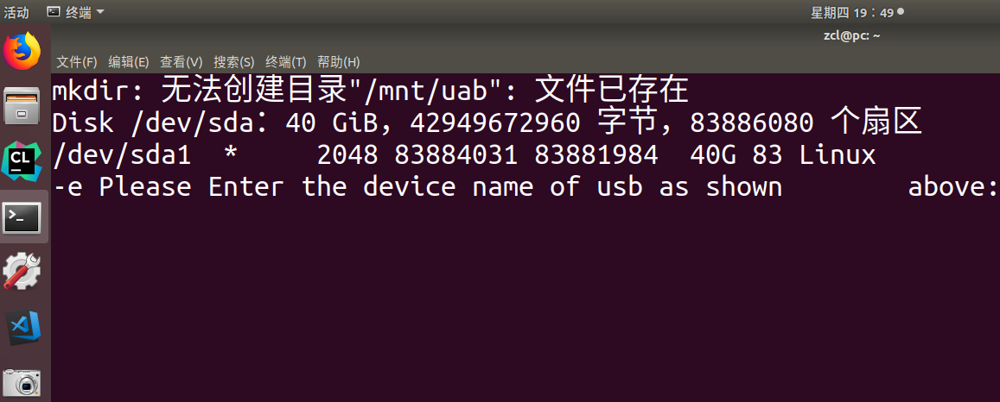 活动 终端 星期四 19：49
zcl@pc: ~
文件(F) 编辑(E) 查看(V) 搜索(S) 终端(T) 帮助(H)
mkdir: 无法创建目录"/mnt/uab": 文件已存在
Disk /dev/sda：40 GiB，42949672960 字节，83886080 个扇区
/dev/sda1  *     2048 83884031 83881984  40G 83 Linux
-e Please Enter the device name of usb as shown        above:
CL
>_